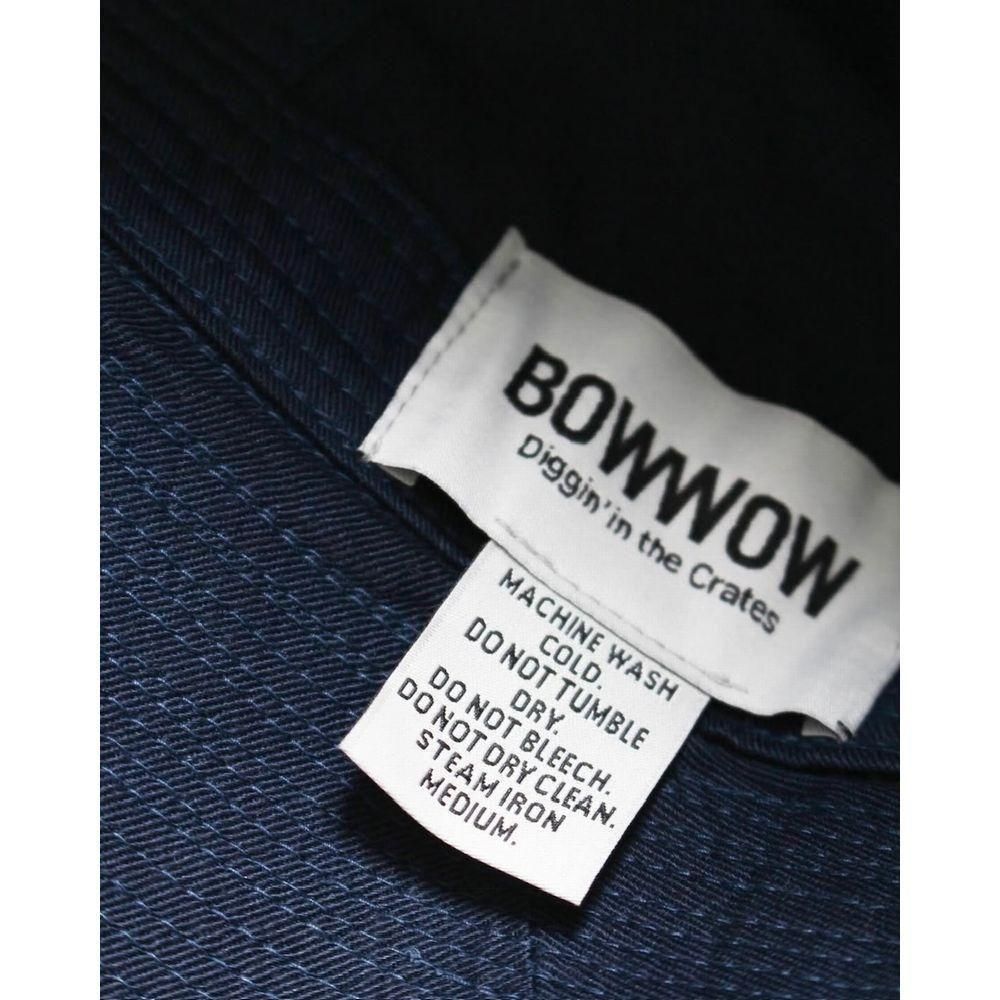 BOWWOW
Diggin' in the Crates
MACHINE WASH
COLD.
DO NOT TUMBLE
DRY.
DO NOT BLEECH.
DO NOT DRY CLEAN.
STEAM IRON
MEDIUM.